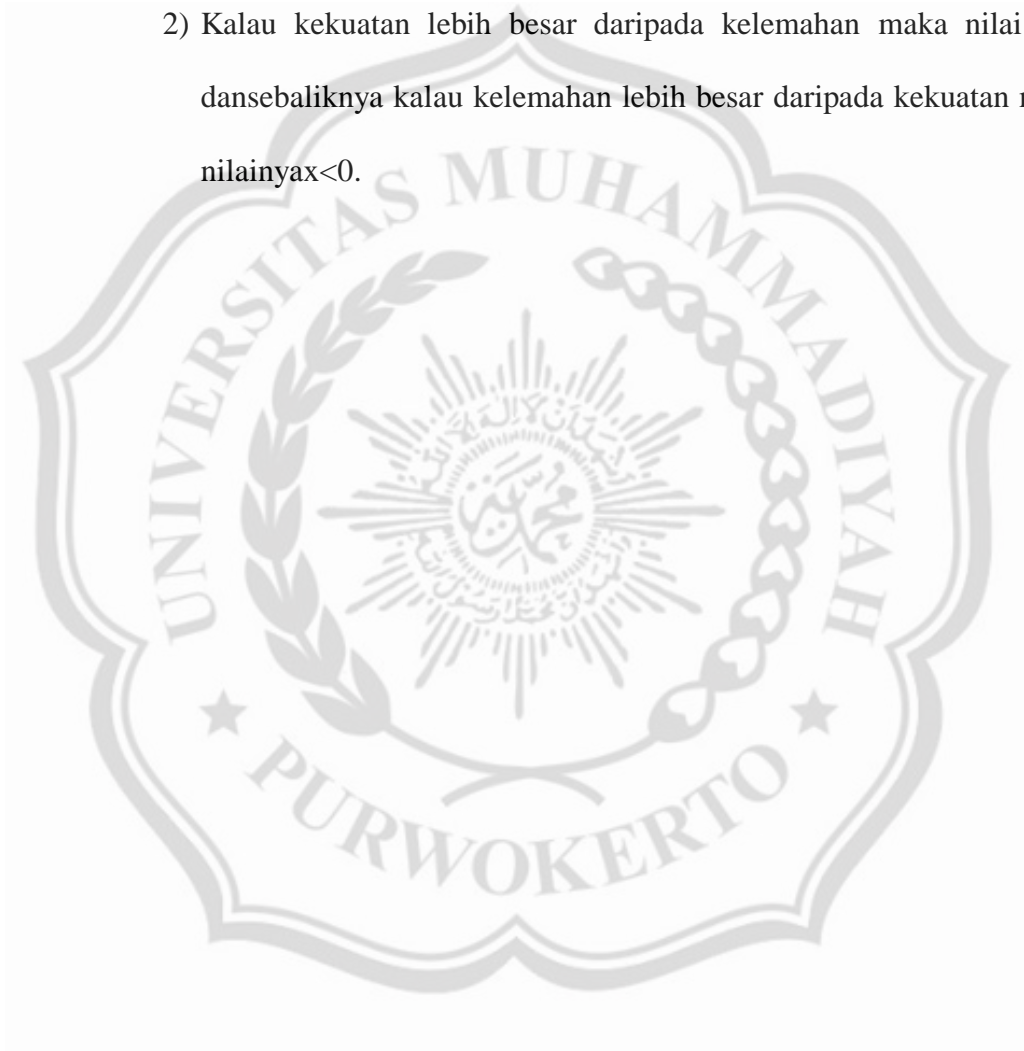 2) Kalau kekuatan lebih besar daripada kelemahan maka nilai
dansebaliknya kalau kelemahan lebih besar daripada kekuatan
nilainyax<0.
UNIVERSITAS MUHAMMADIYAH
PURWOKERTO